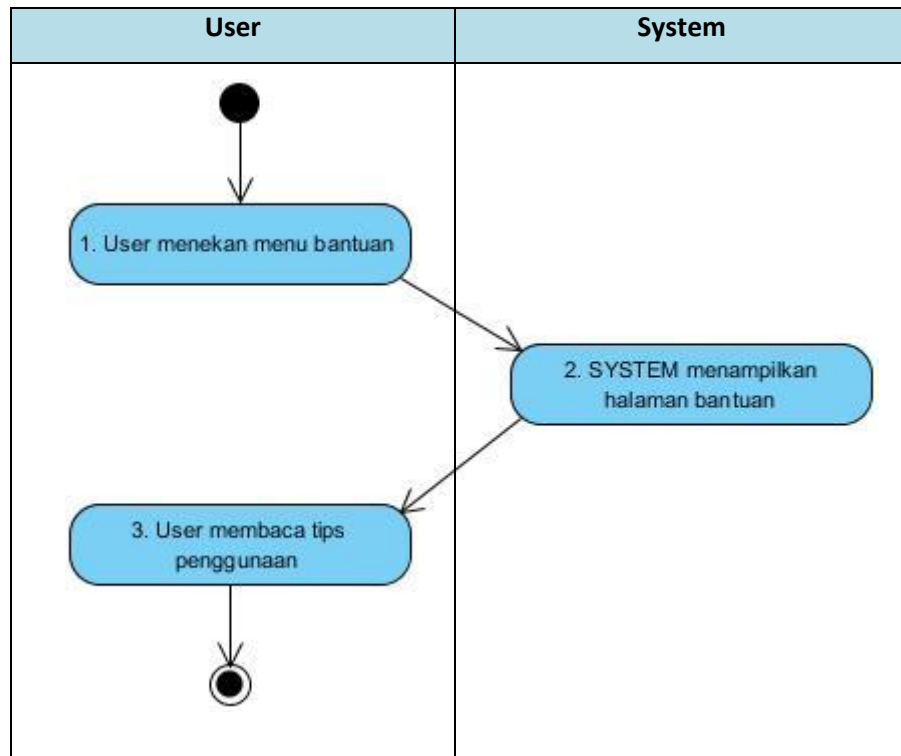 User
System
1. User menekan menu bantuan
2. SYSTEM menampilkan
halaman bantuan
3. User membaca tips
penggunaan